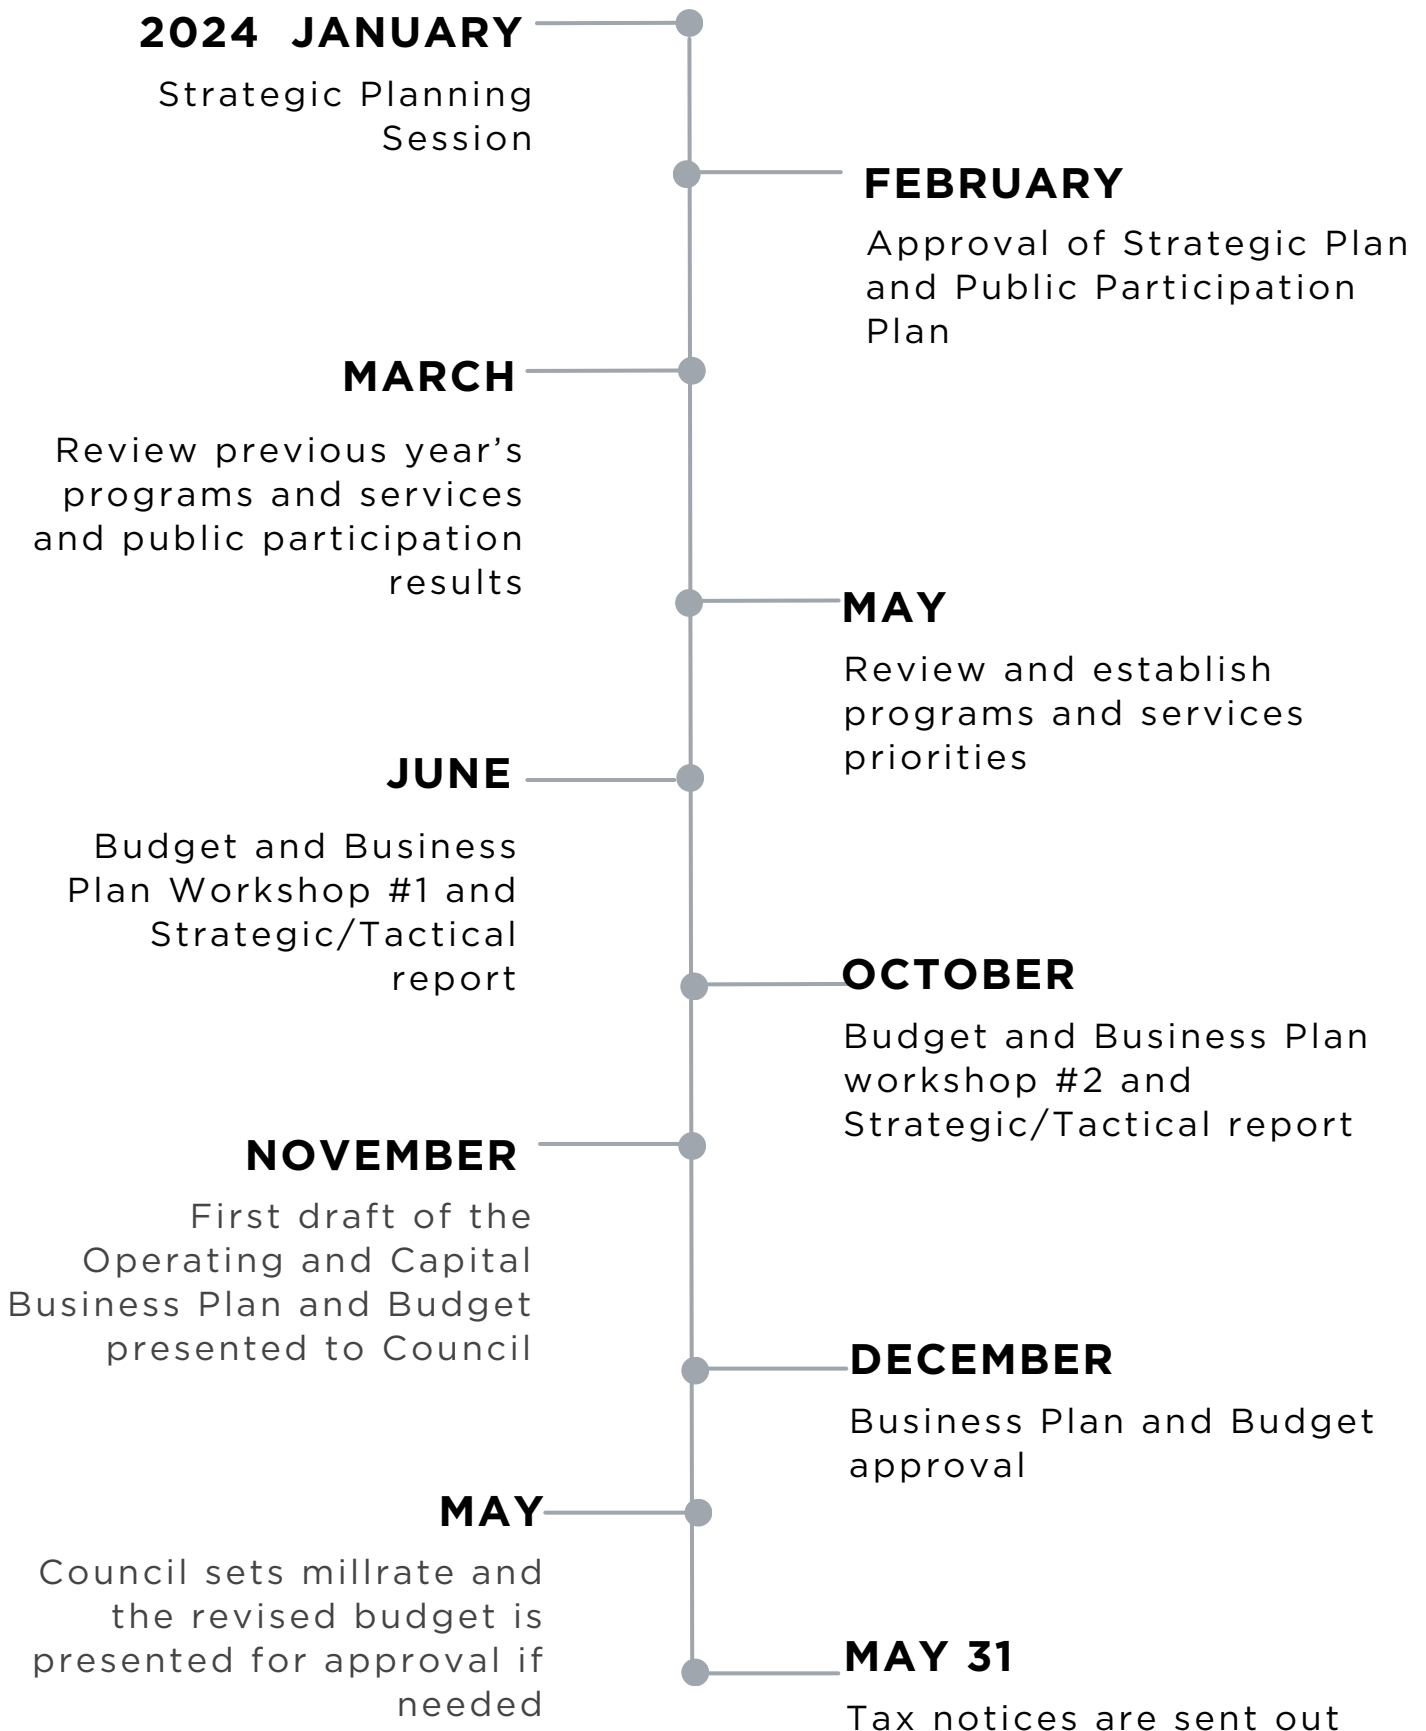 2024 JANUARY
Strategic Planning
Session
FEBRUARY
Approval of Strategic Plan
and Public Participation
Plan
MARCH
Review previous year’s
programs and services
and public participation
results
MAY
Review and establish
programs and services
priorities
JUNE
Budget and Business
Plan Workshop #1 and
Strategic/Tactical
report
OCTOBER
Budget and Business Plan
workshop #2 and
Strategic/Tactical report
NOVEMBER
First draft of the
Operating and Capital
Business Plan and Budget
presented to Council
DECEMBER
Business Plan and Budget
approval
MAY
Council sets millrate and
the revised budget is
presented for approval if
needed
MAY 31
Tax notices are sent out